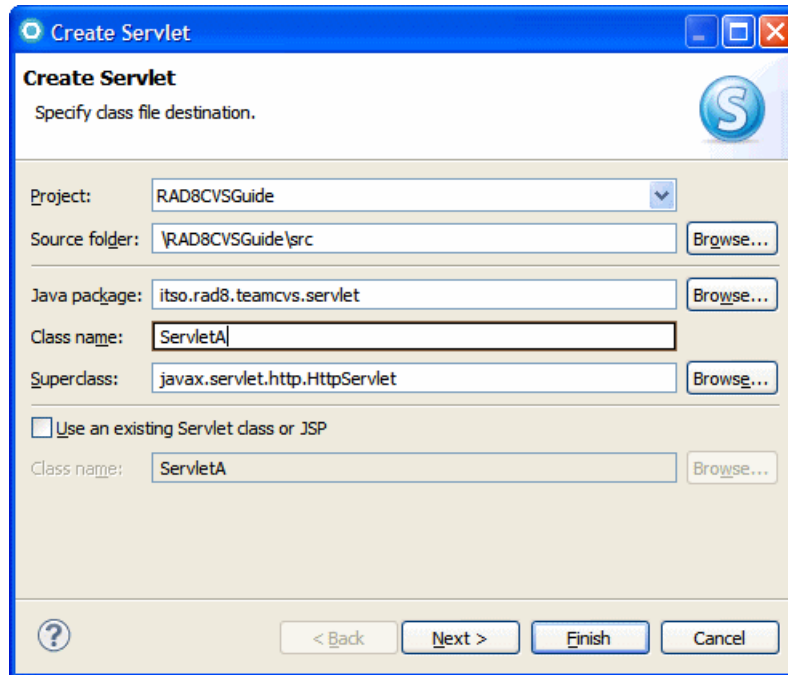 Create Servlet
Create Servlet
Specify class file destination.
S
Project: RAD8CVSGuide
Source folder: \RAD8CVSGuide\src Browse...
Java package: itso.rad8.teamcvs.servlet Browse...
Class name: ServletA
Superclass: javax.servlet.http.HttpServlet Browse...
Use an existing Servlet class or JSP
Class name: ServletA Browse...
? < Back Next > Finish Cancel